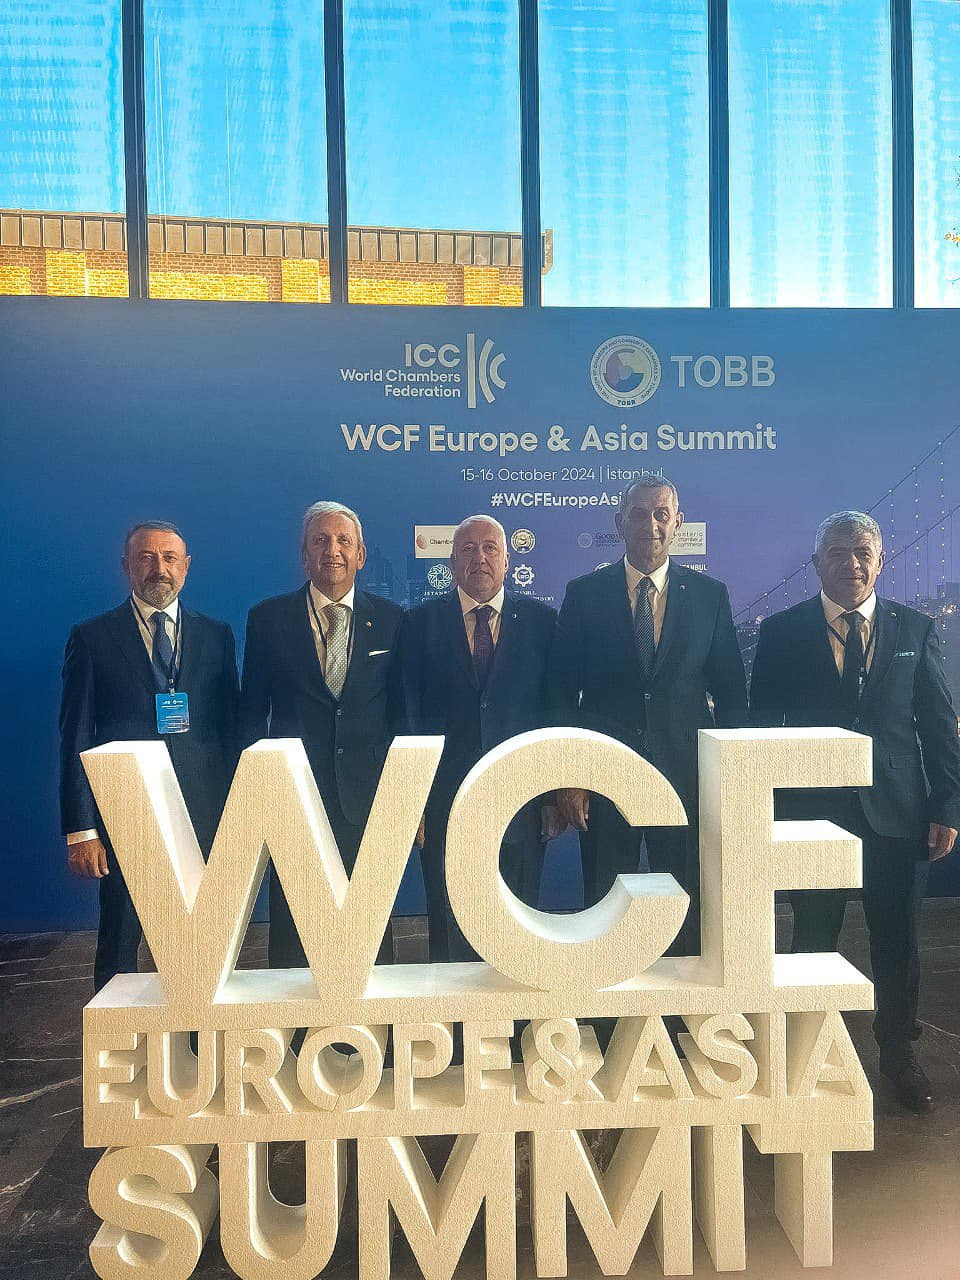 ICC
World Chambers
Federation
TOBB
TOBB
WCF Europe & Asia Summit
15-16 October 2024 | İstanbul
#WCFEuropeAsi
WCF
EUROPE&ASIA
SUMMIT